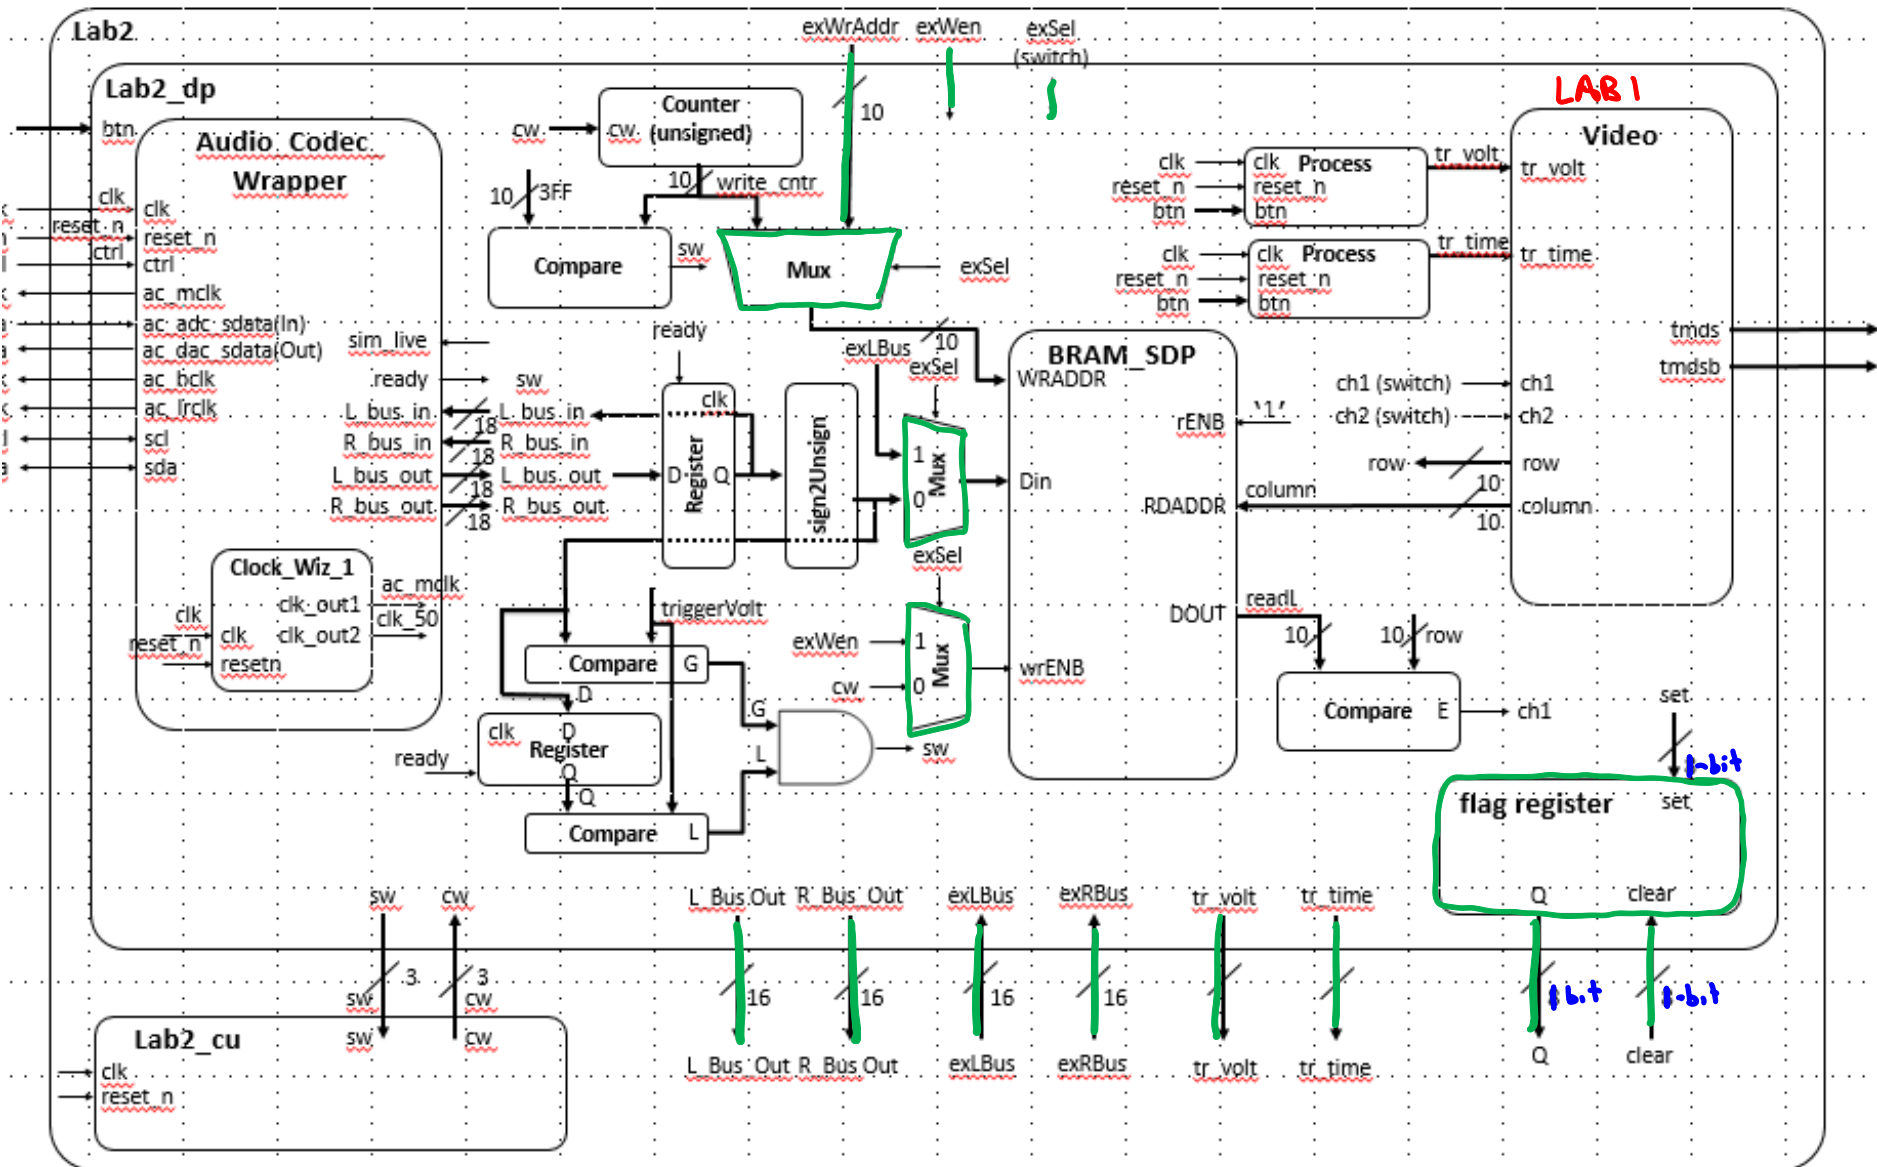 Lab2
exWrAddr exWen exSel
(switch)
Lab2_dp
LAB 1
10
btn
Audio_Codec
Wrapper
cw
cw
Counter
(unsigned)
10
3FF
10
write_cntr
Compare
sw
Mux
exSel
clk
reset_n
btn
clk
reset_n
btn
Process
tr_volt
clk
reset_n
btn
clk
reset_n
btn
Process
tr_time
Video
tr_volt
tr_time
tmds
tmdsb
ch1 (switch)
ch1
ch2 (switch)
ch2
row
row
10
column
column
10
clk
clk
reset_n
reset_n
ctrl
ctrl
ac_mclk
ac_adc_sdata(In)
ac_dac_sdata(Out)
ac_bclk
ac_lrclk
scl
sda
sim_live
ready
sw
L_bus_in
18
L_bus_in
R_bus_in
18
R_bus_in
L_bus_out
18
L_bus_out
R_bus_out
18
R_bus_out
ready
clk
D
Q
Register
sign2Unsign
exLBus
exSel
1
0
Mux
10
BRAM_SDP
WRADDR
rENB
'1'
Din
RDADDR
DOUT
readL
10
10
row
wrENB
Compare E
ch1
exSel
exWen
1
cw
0
Mux
Clock_Wiz_1
clk_out1
clk_out2
ac_mclk
clk_50
clk
clk
reset_n
resetn
triggerVolt
Compare G
D
clk
D
Register
Q
ready
Q
Compare L
G
L
sw
set
1-bit
flag register
set
Q
clear
1 bit
1-bit
Q
clear
sw
cw
3
3
sw
cw
sw
cw
Lab2_cu
clk
reset_n
L_Bus_Out R_Bus_Out exLBus exRBus tr_volt tr_time
16 16 16 16
L_Bus_Out R_Bus_Out exLBus exRBus tr_volt tr_time